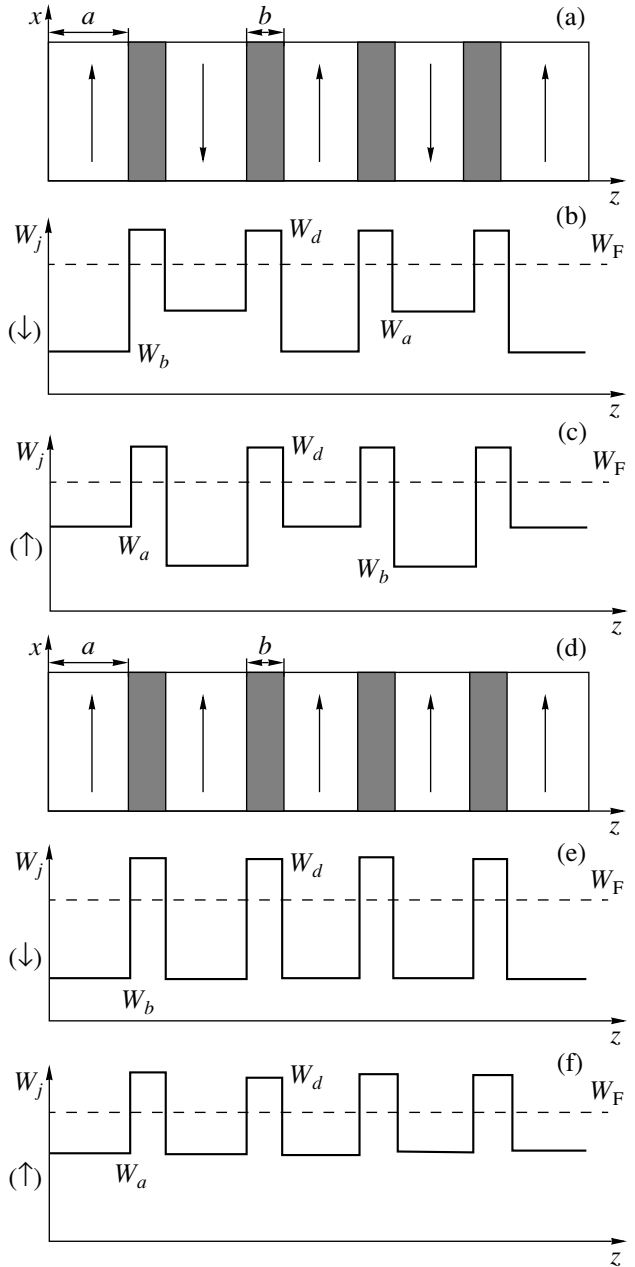 x a b (a)
z
(b)
W_j W_d W_F
(↓) W_b W_a
z
(c)
W_j W_d W_F
(↑) W_a W_b
z
x a b (d)
z
(e)
W_j W_d W_F
(↓)
W_b
z
(f)
W_j W_d W_F
(↑) W_a
z